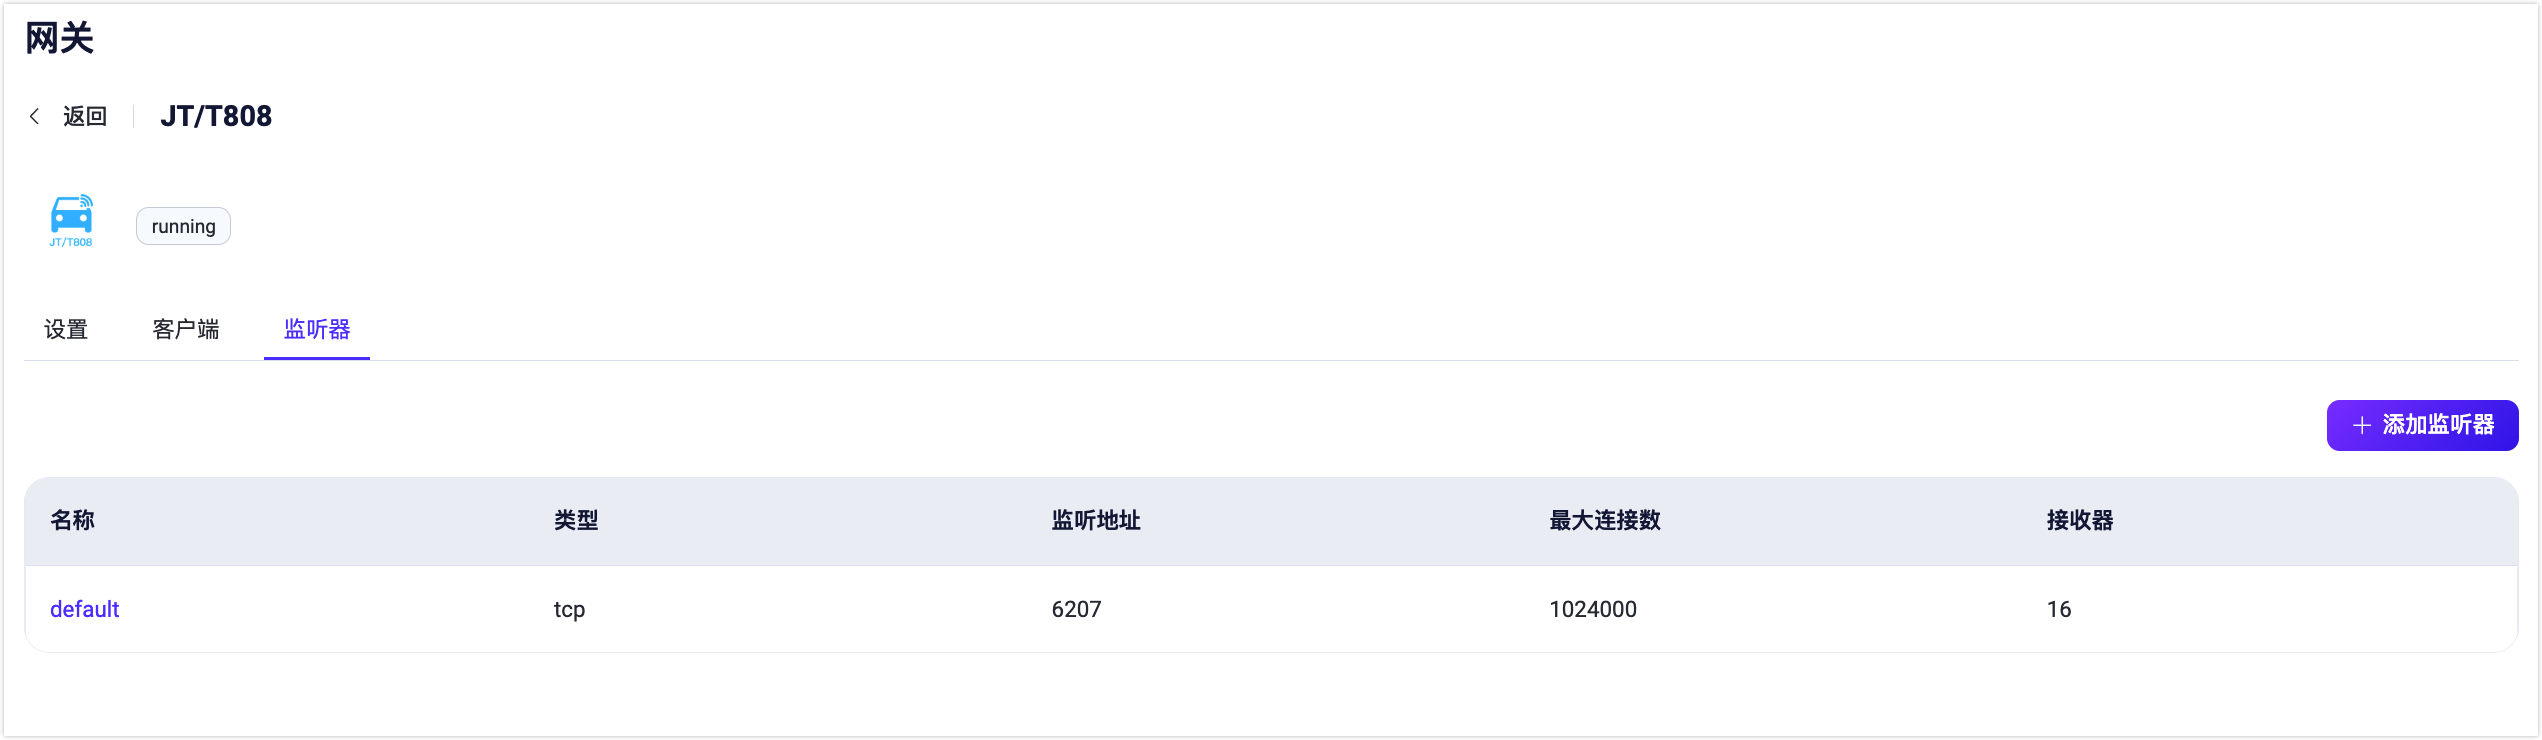 网关
返回 JT/T808
JT/T808 running
设置 客户端 监听器
添加监听器
名称 类型 监听地址 最大连接数 接收器
default tcp 6207 1024000 16